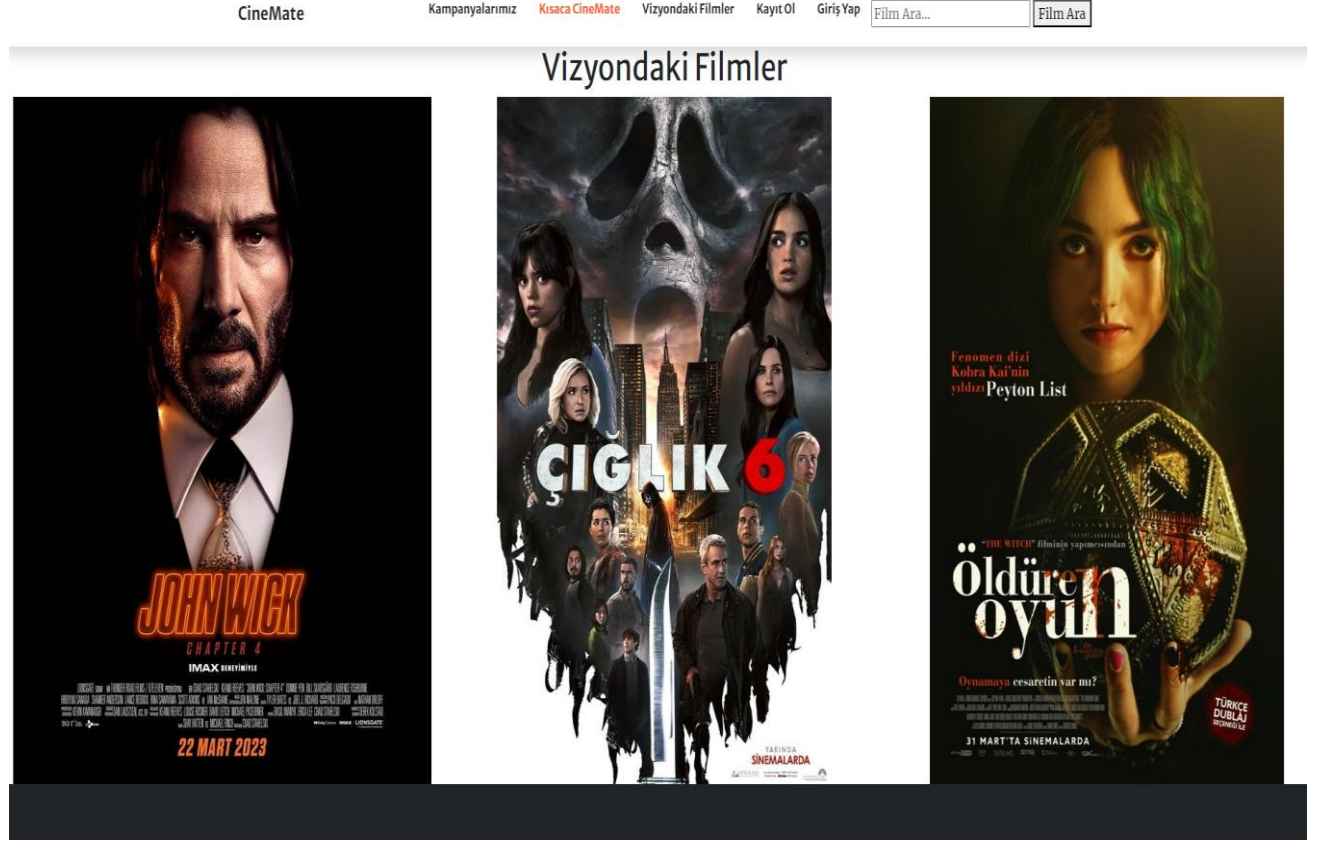 CineMate
Kampanyalarımız Kısaca CineMate Vizyondaki Filmler Kayıt Ol Giriş Yap Film Ara... Film Ara
Vizyondaki Filmler
JOHN WICK
CHAPTER 4
IMAX DENEYİMİYLE
22 MART 2023
ÇIĞLIK 6
YAKINDA
SİNEMALARDA
Fenomen dizi
Kobra Kai'nin
yıldızı Peyton List
"THE WITCH" filminin yapımcısından
Öldüren
oyun
Oynamaya cesaretin var mı?
TÜRKÇE
DUBLAJ
SEÇENEĞİ İLE
31 MART'TA SİNEMALARDA